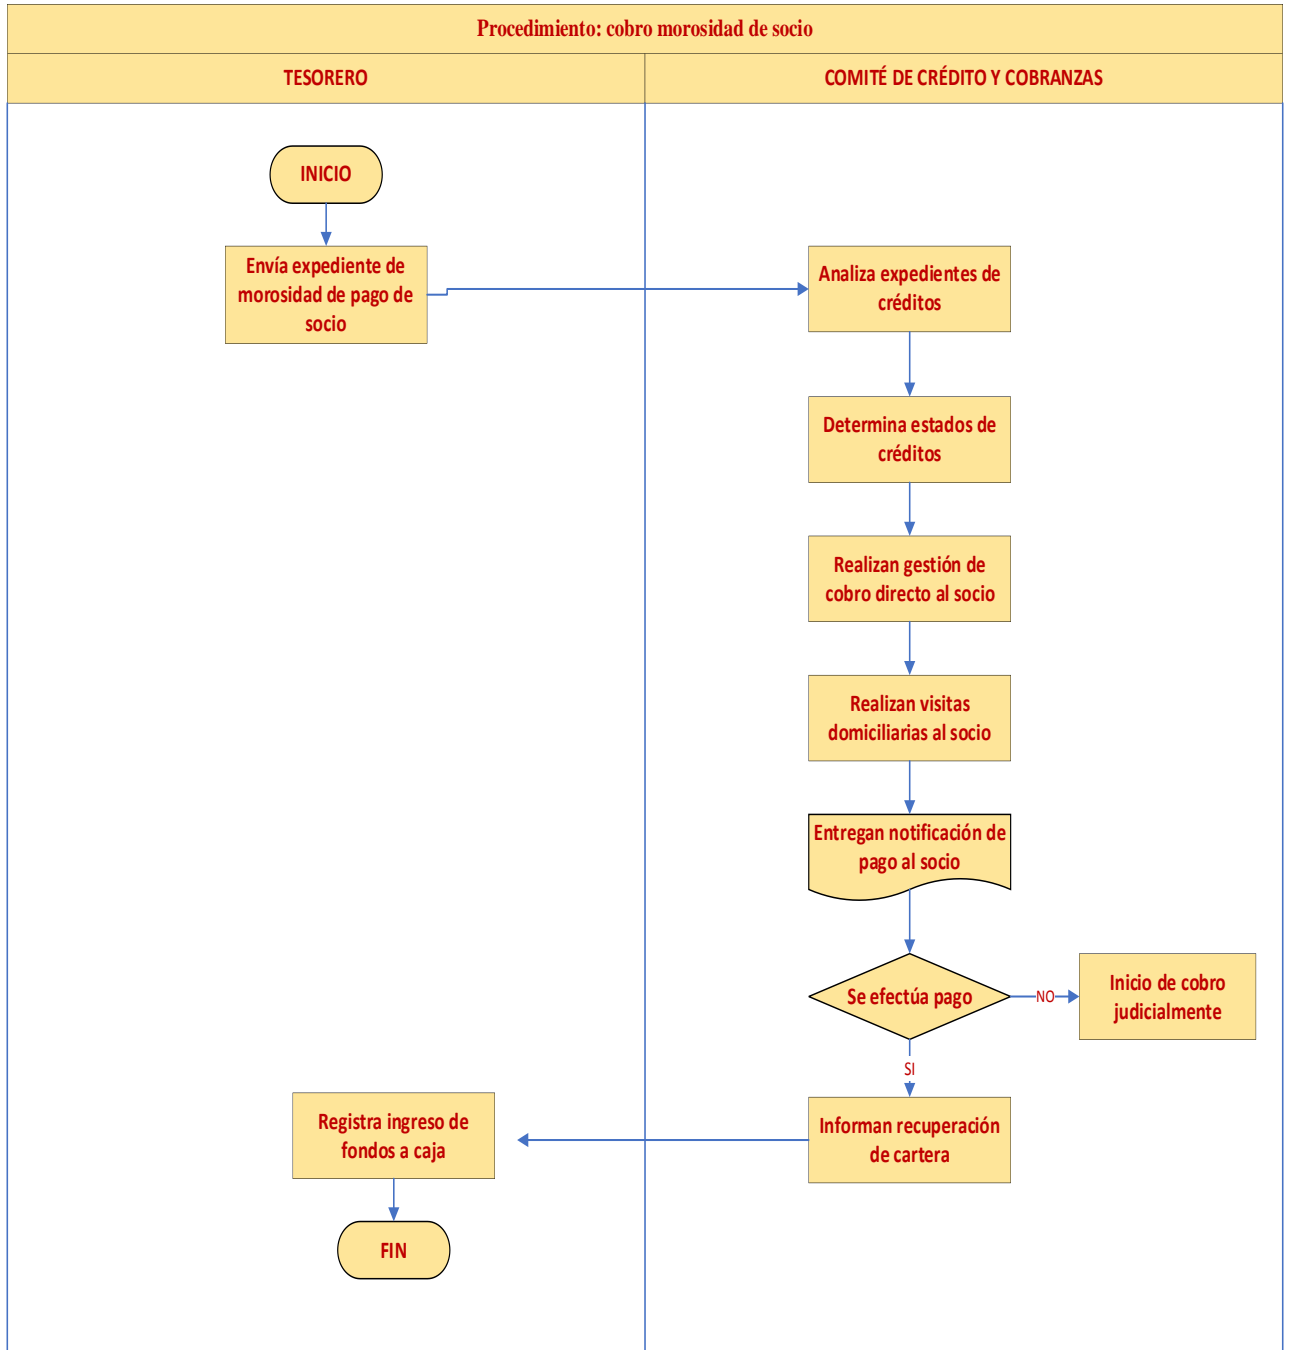 Procedimiento: cobro morosidad de socio
TESORERO
COMITÉ DE CRÉDITO Y COBRANZAS
INICIO
Envía expediente de
morosidad de pago de
socio
Analiza expedientes de
créditos
Determina estados de
créditos
Realizan gestión de
cobro directo al socio
Realizan visitas
domiciliarias al socio
Entregan notificación de
pago al socio
Se efectúa pago
NO
Inicio de cobro
judicialmente
SI
Informan recuperación
de cartera
Registra ingreso de
fondos a caja
FIN